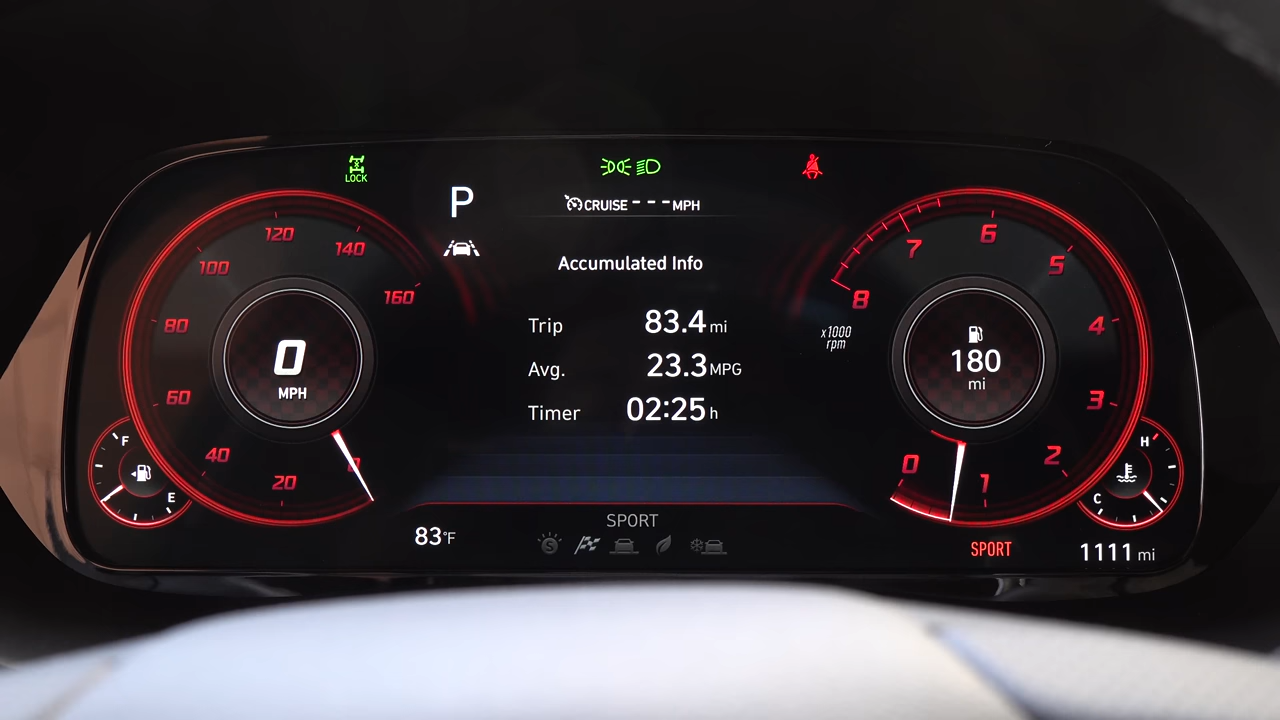 LOCK
P
CRUISE --- MPH
Accumulated Info
Trip 83.4 mi
Avg. 23.3 MPG
Timer 02:25 h
160
140
120
100
80
60
40
20
0
0
MPH
F
E
8
7
6
5
4
3
2
1
0
x1000
rpm
180
mi
H
C
83°F
SPORT
S
SPORT
1111 mi